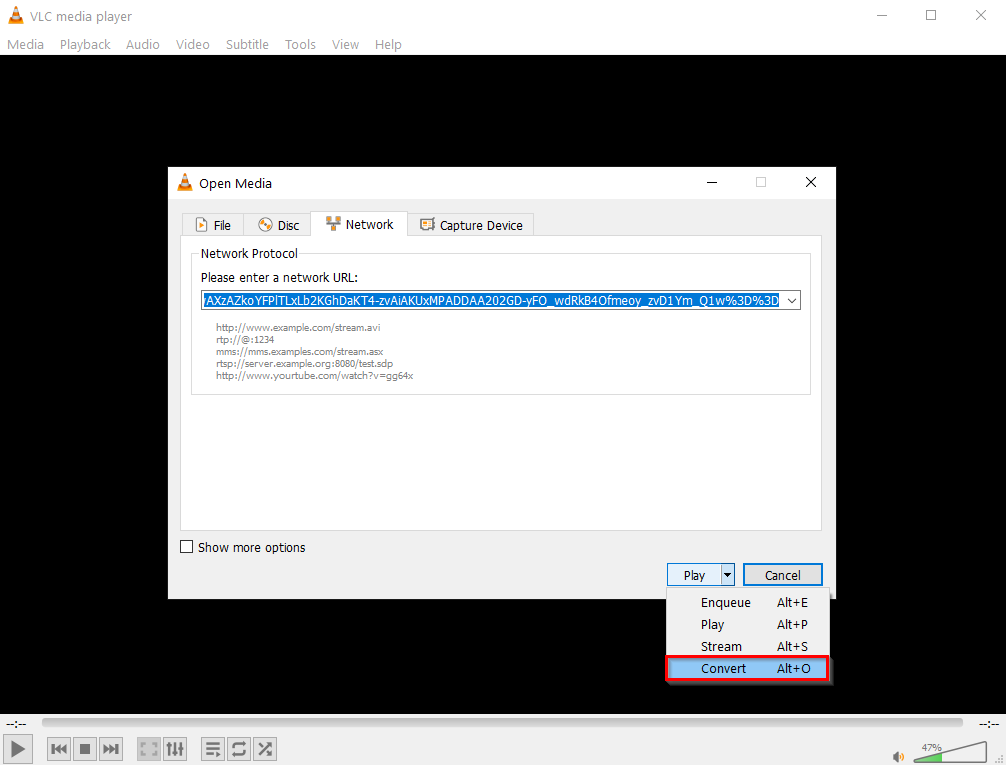 VLC media player
Media Playback Audio Video Subtitle Tools View Help
Open Media
File Disc Network Capture Device
Network Protocol
Please enter a network URL:
AXzAZkoYFPlTLxLb2KGhDaKT4-zvAiAKUxMPADDAA202GD-yFO_wdRkB4Ofmeoy_zvD1Ym_Q1w%3D%3D
http://www.example.com/stream.avi
rtp://@:1234
mms://mms.examples.com/stream.asx
rtsp://server.example.org:8080/test.sdp
http://www.yourtube.com/watch?v=gg64x
Show more options
Play Cancel
Enqueue Alt+E
Play Alt+P
Stream Alt+S
Convert Alt+O
--:-- --:--
47%